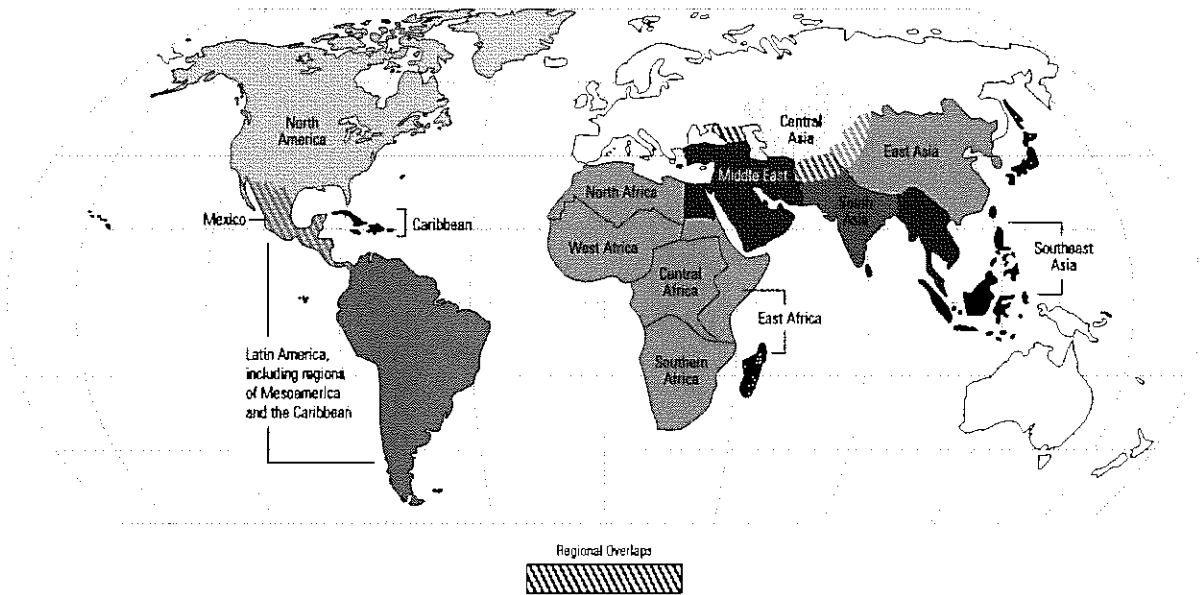 North
America
Central
Asia
East Asia
Middle East
North Africa
South
Asia
Mexico
Caribbean
West Africa
Southeast
Asia
Central
Africa
East Africa
Latin America,
including regions
of Mesoamerica
and the Caribbean
Southern
Africa
Regional Overlaps